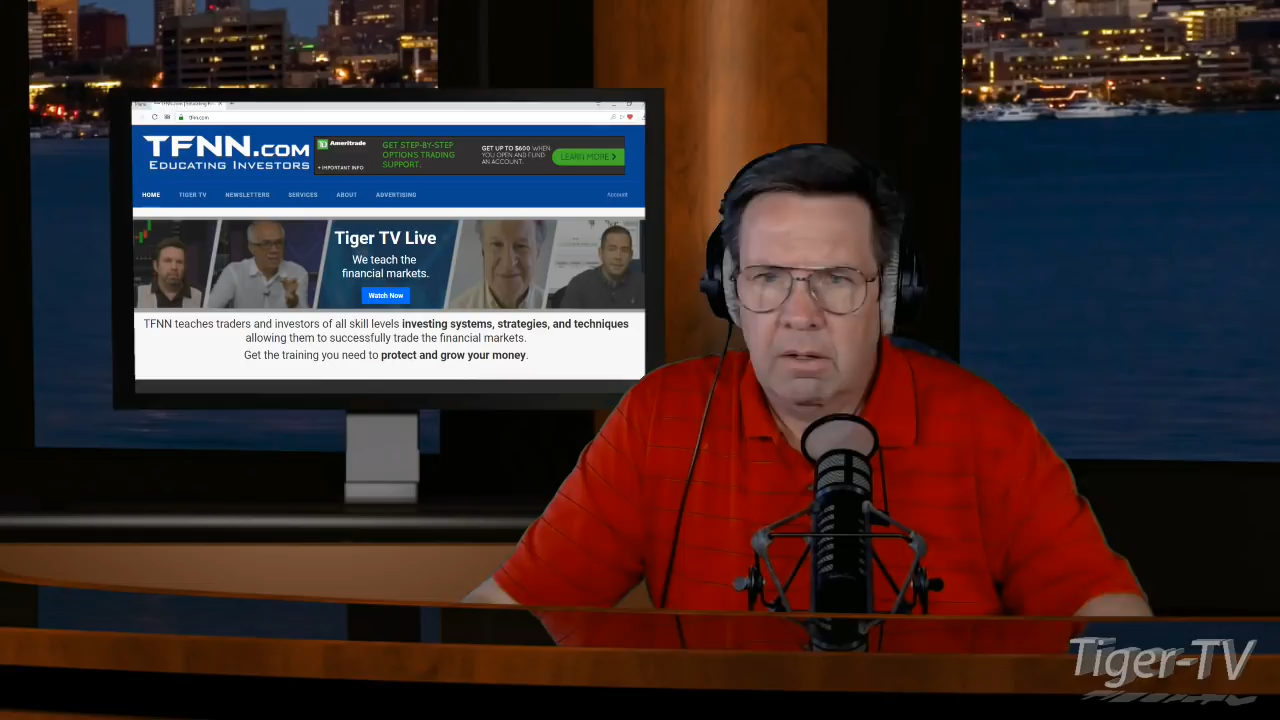 tfnn.com
TFNN.COM
EDUCATING INVESTORS
Ameritrade
+ IMPORTANT INFO
GET STEP-BY-STEP
OPTIONS TRADING
SUPPORT.
GET UP TO $600 WHEN
YOU OPEN AND FUND
AN ACCOUNT.
LEARN MORE >
HOME TIGER TV NEWSLETTERS SERVICES ABOUT ADVERTISING Account
Tiger TV Live
We teach the
financial markets.
Watch Now
TFNN teaches traders and investors of all skill levels investing systems, strategies, and techniques
allowing them to successfully trade the financial markets.
Get the training you need to protect and grow your money.
Tiger-TV